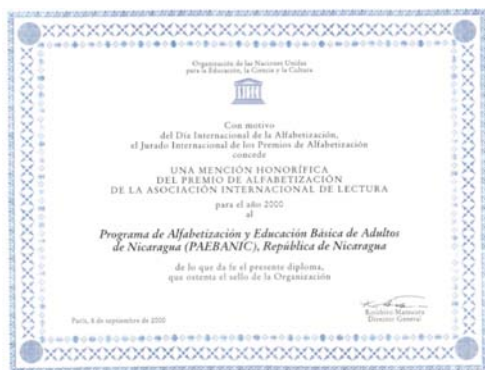 Organización de las Naciones Unidas
para la Educación, la Ciencia y la Cultura
Con motivo
del Día Internacional de la Alfabetización,
el Jurado Internacional de los Premios de Alfabetización
concede
UNA MENCIÓN HONORÍFICA
DEL PREMIO DE ALFABETIZACIÓN
DE LA ASOCIACIÓN INTERNACIONAL DE LECTURA
para el año 2000
al
Programa de Alfabetización y Educación Básica de Adultos
de Nicaragua (PAEBANIC), República de Nicaragua
de lo que da fe el presente diploma,
que ostenta el sello de la Organización
Koichiro Matsuura
Director General
París, 8 de septiembre de 2000